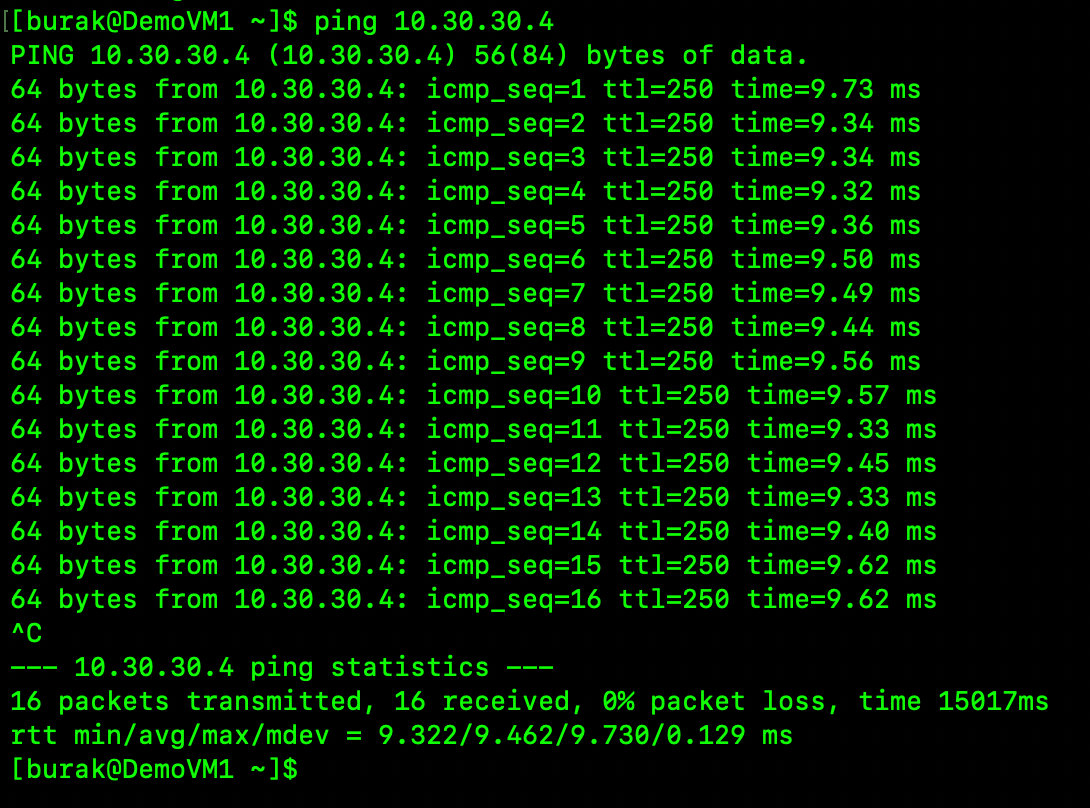 [[burak@DemoVM1 ~]$ ping 10.30.30.4
PING 10.30.30.4 (10.30.30.4) 56(84) bytes of data.
64 bytes from 10.30.30.4: icmp_seq=1 ttl=250 time=9.73 ms
64 bytes from 10.30.30.4: icmp_seq=2 ttl=250 time=9.34 ms
64 bytes from 10.30.30.4: icmp_seq=3 ttl=250 time=9.34 ms
64 bytes from 10.30.30.4: icmp_seq=4 ttl=250 time=9.32 ms
64 bytes from 10.30.30.4: icmp_seq=5 ttl=250 time=9.36 ms
64 bytes from 10.30.30.4: icmp_seq=6 ttl=250 time=9.50 ms
64 bytes from 10.30.30.4: icmp_seq=7 ttl=250 time=9.49 ms
64 bytes from 10.30.30.4: icmp_seq=8 ttl=250 time=9.44 ms
64 bytes from 10.30.30.4: icmp_seq=9 ttl=250 time=9.56 ms
64 bytes from 10.30.30.4: icmp_seq=10 ttl=250 time=9.57 ms
64 bytes from 10.30.30.4: icmp_seq=11 ttl=250 time=9.33 ms
64 bytes from 10.30.30.4: icmp_seq=12 ttl=250 time=9.45 ms
64 bytes from 10.30.30.4: icmp_seq=13 ttl=250 time=9.33 ms
64 bytes from 10.30.30.4: icmp_seq=14 ttl=250 time=9.40 ms
64 bytes from 10.30.30.4: icmp_seq=15 ttl=250 time=9.62 ms
64 bytes from 10.30.30.4: icmp_seq=16 ttl=250 time=9.62 ms
^C
--- 10.30.30.4 ping statistics ---
16 packets transmitted, 16 received, 0% packet loss, time 15017ms
rtt min/avg/max/mdev = 9.322/9.462/9.730/0.129 ms
[burak@DemoVM1 ~]$